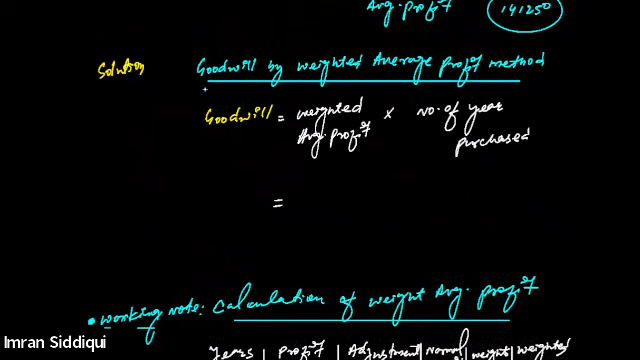 Avg. profit 141250
Solution Goodwill by weighted Average profit method
Goodwill = weighted Avg. profit × no. of year purchased
=
• working note: Calculation of weight Avg. profit
Years | Profit | Adjustment | normal | weight | weighted
Imran Siddiqui